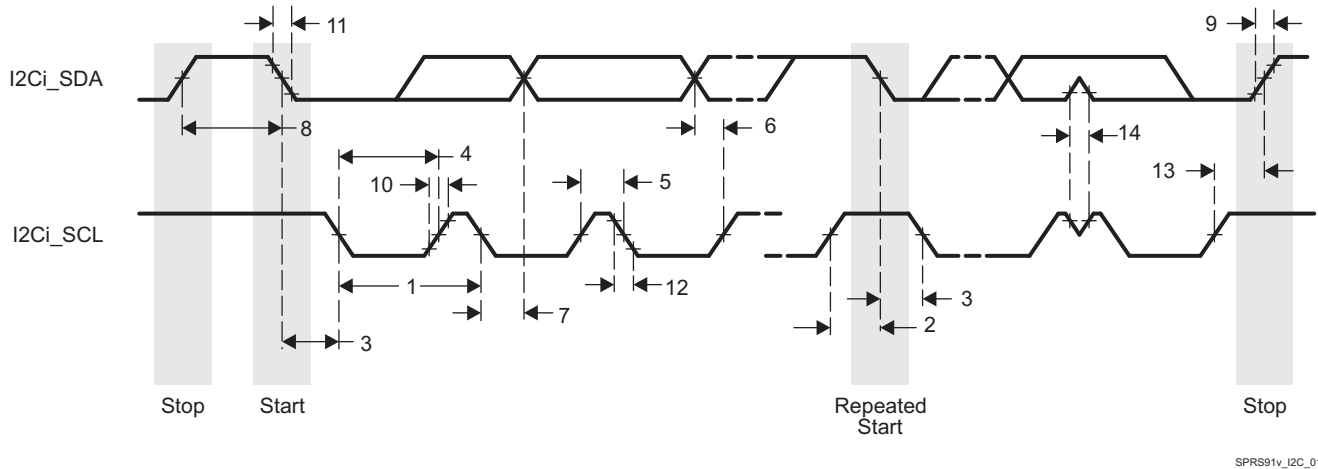 11
9
I2Ci_SDA
8
6
14
4
10
5
13
I2Ci_SCL
1
12
7
3
2
3
Stop
Start
Repeated
Start
Stop
SPRS91v_I2C_01